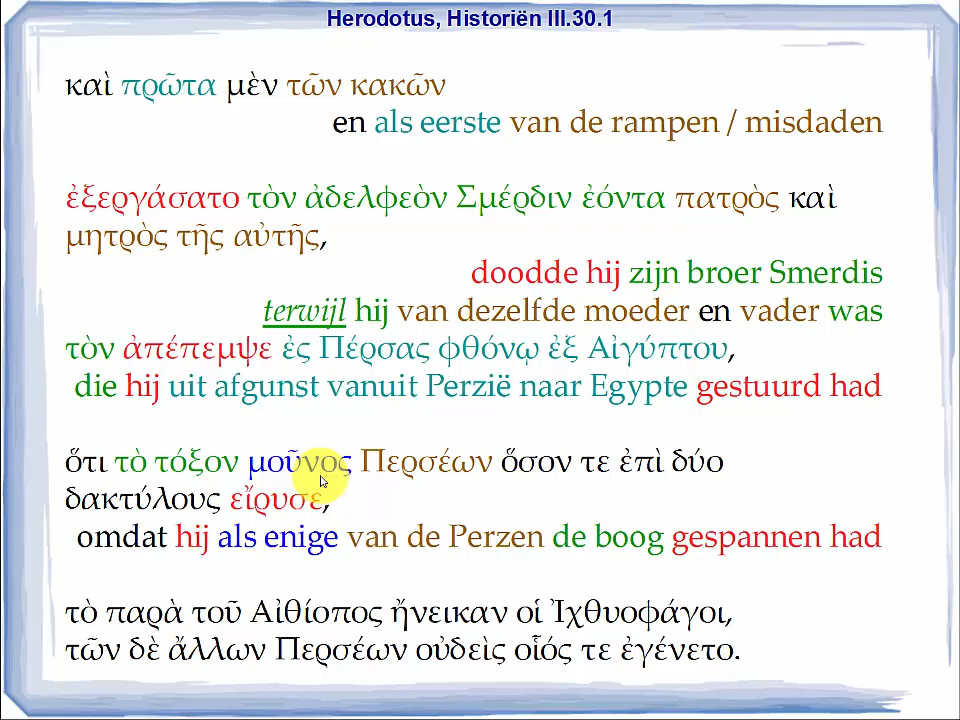 Herodotus, Historiën III.30.1
καὶ πρῶτα μὲν τῶν κακῶν
en als eerste van de rampen / misdaden
ἐξεργάσατο τὸν ἀδελφεὸν Σμέρδιν ἐόντα πατρὸς καὶ
μητρὸς τῆς αὐτῆς,
doodde hij zijn broer Smerdis
terwijl hij van dezelfde moeder en vader was
τὸν ἀπέπεμψε ἐς Πέρσας φθόνῳ ἐξ Αἰγύπτου,
die hij uit afgunst vanuit Perzië naar Egypte gestuurd had
ὅτι τὸ τόξον μοῦνος Περσέων ὅσον τε ἐπὶ δύο
δακτύλους εἴρυσε,
omdat hij als enige van de Perzen de boog gespannen had
τὸ παρὰ τοῦ Αἰθίοπος ἤνεικαν οἱ Ἰχθυοφάγοι,
τῶν δὲ ἄλλων Περσέων οὐδεὶς οἷός τε ἐγένετο.